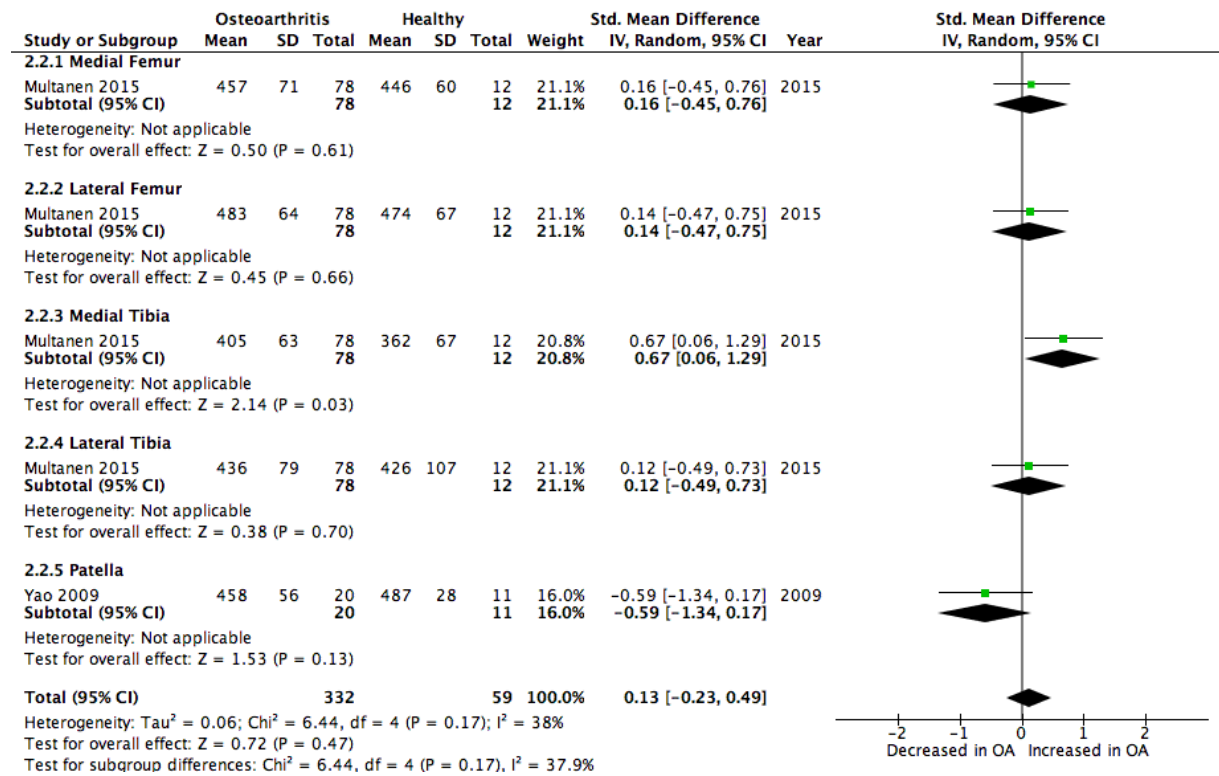 Osteoarthritis Healthy Std. Mean Difference Std. Mean Difference
Study or Subgroup Mean SD Total Mean SD Total Weight IV, Random, 95% CI Year IV, Random, 95% CI
2.2.1 Medial Femur
Multanen 2015 457 71 78 446 60 12 21.1% 0.16 [-0.45, 0.76] 2015
Subtotal (95% CI) 78 12 21.1% 0.16 [-0.45, 0.76]
Heterogeneity: Not applicable
Test for overall effect: Z = 0.50 (P = 0.61)
2.2.2 Lateral Femur
Multanen 2015 483 64 78 474 67 12 21.1% 0.14 [-0.47, 0.75] 2015
Subtotal (95% CI) 78 12 21.1% 0.14 [-0.47, 0.75]
Heterogeneity: Not applicable
Test for overall effect: Z = 0.45 (P = 0.66)
2.2.3 Medial Tibia
Multanen 2015 405 63 78 362 67 12 20.8% 0.67 [0.06, 1.29] 2015
Subtotal (95% CI) 78 12 20.8% 0.67 [0.06, 1.29]
Heterogeneity: Not applicable
Test for overall effect: Z = 2.14 (P = 0.03)
2.2.4 Lateral Tibia
Multanen 2015 436 79 78 426 107 12 21.1% 0.12 [-0.49, 0.73] 2015
Subtotal (95% CI) 78 12 21.1% 0.12 [-0.49, 0.73]
Heterogeneity: Not applicable
Test for overall effect: Z = 0.38 (P = 0.70)
2.2.5 Patella
Yao 2009 458 56 20 487 28 11 16.0% -0.59 [-1.34, 0.17] 2009
Subtotal (95% CI) 20 11 16.0% -0.59 [-1.34, 0.17]
Heterogeneity: Not applicable
Test for overall effect: Z = 1.53 (P = 0.13)
Total (95% CI) 332 59 100.0% 0.13 [-0.23, 0.49]
Heterogeneity: Tau² = 0.06; Chi² = 6.44, df = 4 (P = 0.17); I² = 38%
Test for overall effect: Z = 0.72 (P = 0.47)
Test for subgroup differences: Chi² = 6.44, df = 4 (P = 0.17), I² = 37.9%
-2 -1 0 1 2
Decreased in OA Increased in OA